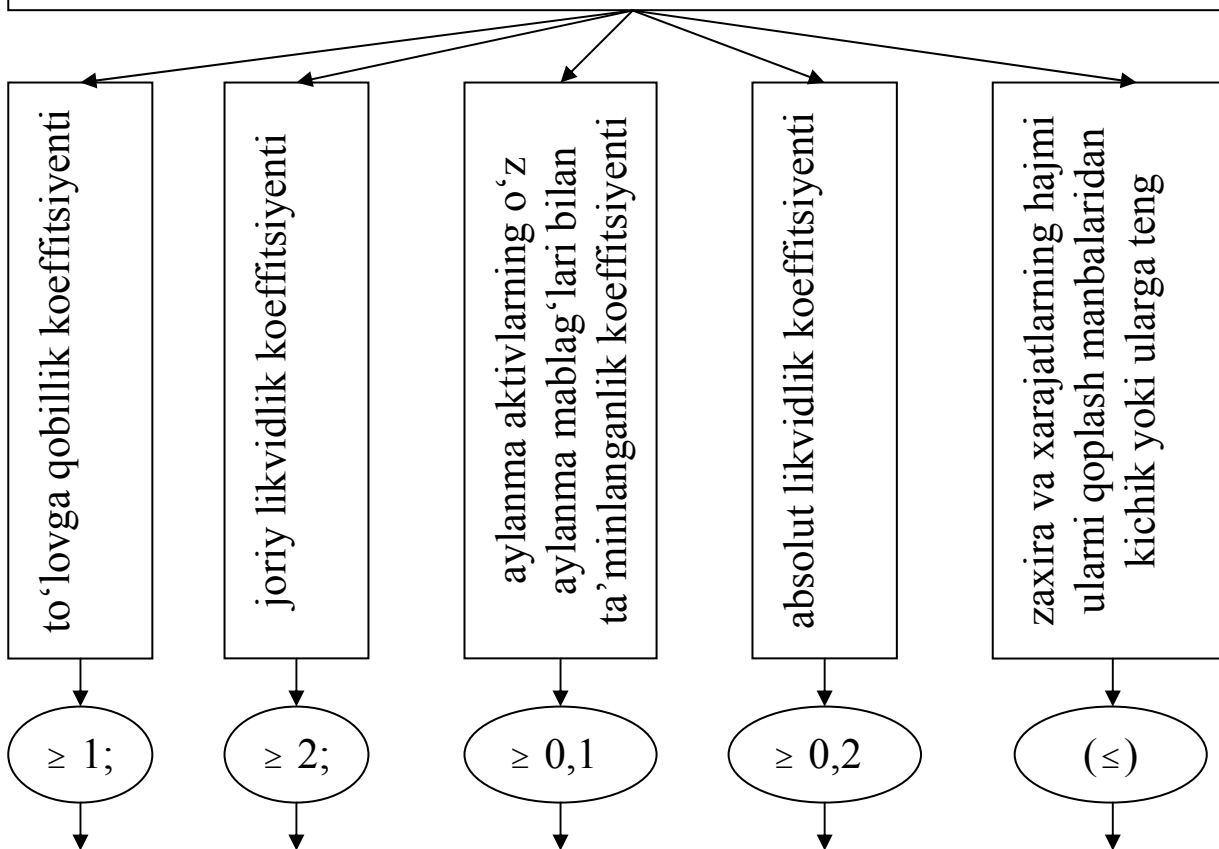 to‘lovga qobillik koeffitsiyenti
joriy likvidlik koeffitsiyenti
aylanma aktivlarning o‘z
aylanma mablag‘lari bilan
ta’minlanganlik koeffitsiyenti
absolut likvidlik koeffitsiyenti
zaxira va xarajatlarning hajmi
ularni qoplash manbalaridan
kichik yoki ularga teng
≥ 1;
≥ 2;
≥ 0,1
≥ 0,2
(≤)